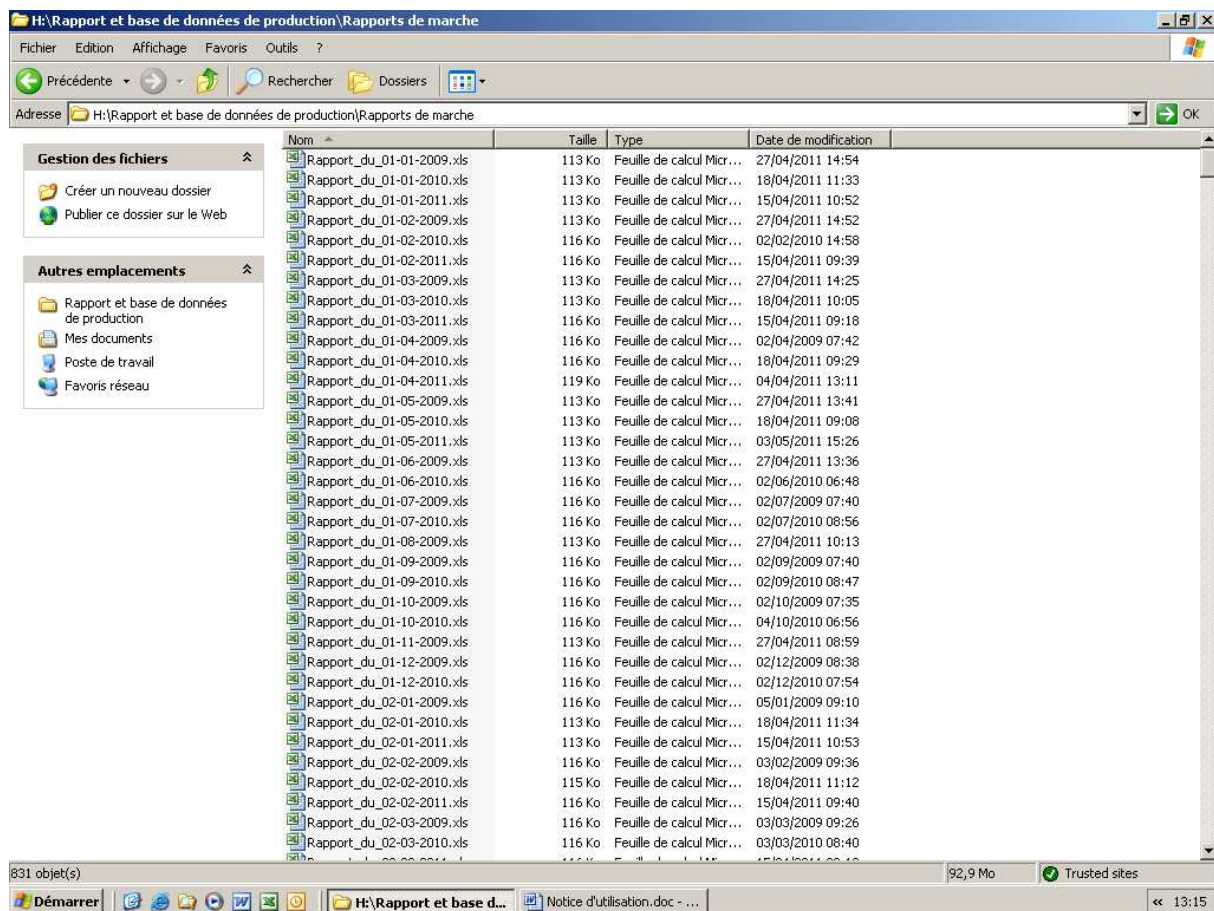 H:\Rapport et base de données de production\Rapports de marche
Fichier Edition Affichage Favoris Outils ?
Précédente Rechercher Dossiers
Adresse H:\Rapport et base de données de production\Rapports de marche OK
Gestion des fichiers
Créer un nouveau dossier
Publier ce dossier sur le Web
Autres emplacements
Rapport et base de données
de production
Mes documents
Poste de travail
Favoris réseau
Nom Taille Type Date de modification
Rapport_du_01-01-2009.xls 113 Ko Feuille de calcul Micr... 27/04/2011 14:54
Rapport_du_01-01-2010.xls 113 Ko Feuille de calcul Micr... 18/04/2011 11:33
Rapport_du_01-01-2011.xls 113 Ko Feuille de calcul Micr... 15/04/2011 10:52
Rapport_du_01-02-2009.xls 113 Ko Feuille de calcul Micr... 27/04/2011 14:52
Rapport_du_01-02-2010.xls 116 Ko Feuille de calcul Micr... 02/02/2010 14:58
Rapport_du_01-02-2011.xls 116 Ko Feuille de calcul Micr... 15/04/2011 09:39
Rapport_du_01-03-2009.xls 113 Ko Feuille de calcul Micr... 27/04/2011 14:25
Rapport_du_01-03-2010.xls 113 Ko Feuille de calcul Micr... 18/04/2011 10:05
Rapport_du_01-03-2011.xls 116 Ko Feuille de calcul Micr... 15/04/2011 09:18
Rapport_du_01-04-2009.xls 116 Ko Feuille de calcul Micr... 02/04/2009 07:42
Rapport_du_01-04-2010.xls 116 Ko Feuille de calcul Micr... 18/04/2011 09:29
Rapport_du_01-04-2011.xls 119 Ko Feuille de calcul Micr... 04/04/2011 13:11
Rapport_du_01-05-2009.xls 113 Ko Feuille de calcul Micr... 27/04/2011 13:41
Rapport_du_01-05-2010.xls 113 Ko Feuille de calcul Micr... 18/04/2011 09:08
Rapport_du_01-05-2011.xls 113 Ko Feuille de calcul Micr... 03/05/2011 15:26
Rapport_du_01-06-2009.xls 113 Ko Feuille de calcul Micr... 27/04/2011 13:36
Rapport_du_01-06-2010.xls 116 Ko Feuille de calcul Micr... 02/06/2010 06:48
Rapport_du_01-07-2009.xls 116 Ko Feuille de calcul Micr... 02/07/2009 07:40
Rapport_du_01-07-2010.xls 116 Ko Feuille de calcul Micr... 02/07/2010 08:56
Rapport_du_01-08-2009.xls 113 Ko Feuille de calcul Micr... 27/04/2011 10:13
Rapport_du_01-09-2009.xls 116 Ko Feuille de calcul Micr... 02/09/2009 07:40
Rapport_du_01-09-2010.xls 116 Ko Feuille de calcul Micr... 02/09/2010 08:47
Rapport_du_01-10-2009.xls 116 Ko Feuille de calcul Micr... 02/10/2009 07:35
Rapport_du_01-10-2010.xls 116 Ko Feuille de calcul Micr... 04/10/2010 06:56
Rapport_du_01-11-2009.xls 113 Ko Feuille de calcul Micr... 27/04/2011 08:59
Rapport_du_01-12-2009.xls 116 Ko Feuille de calcul Micr... 02/12/2009 08:38
Rapport_du_01-12-2010.xls 116 Ko Feuille de calcul Micr... 02/12/2010 07:54
Rapport_du_02-01-2009.xls 116 Ko Feuille de calcul Micr... 05/01/2009 09:10
Rapport_du_02-01-2010.xls 113 Ko Feuille de calcul Micr... 18/04/2011 11:34
Rapport_du_02-01-2011.xls 113 Ko Feuille de calcul Micr... 15/04/2011 10:53
Rapport_du_02-02-2009.xls 116 Ko Feuille de calcul Micr... 03/02/2009 09:36
Rapport_du_02-02-2010.xls 115 Ko Feuille de calcul Micr... 18/04/2011 11:12
Rapport_du_02-02-2011.xls 116 Ko Feuille de calcul Micr... 15/04/2011 09:40
Rapport_du_02-03-2009.xls 116 Ko Feuille de calcul Micr... 03/03/2009 09:26
Rapport_du_02-03-2010.xls 116 Ko Feuille de calcul Micr... 03/03/2010 08:40
831 objet(s) 92,9 Mo Trusted sites
Démarrer H:\Rapport et base d... Notice d'utilisation.doc - ... « 13:15